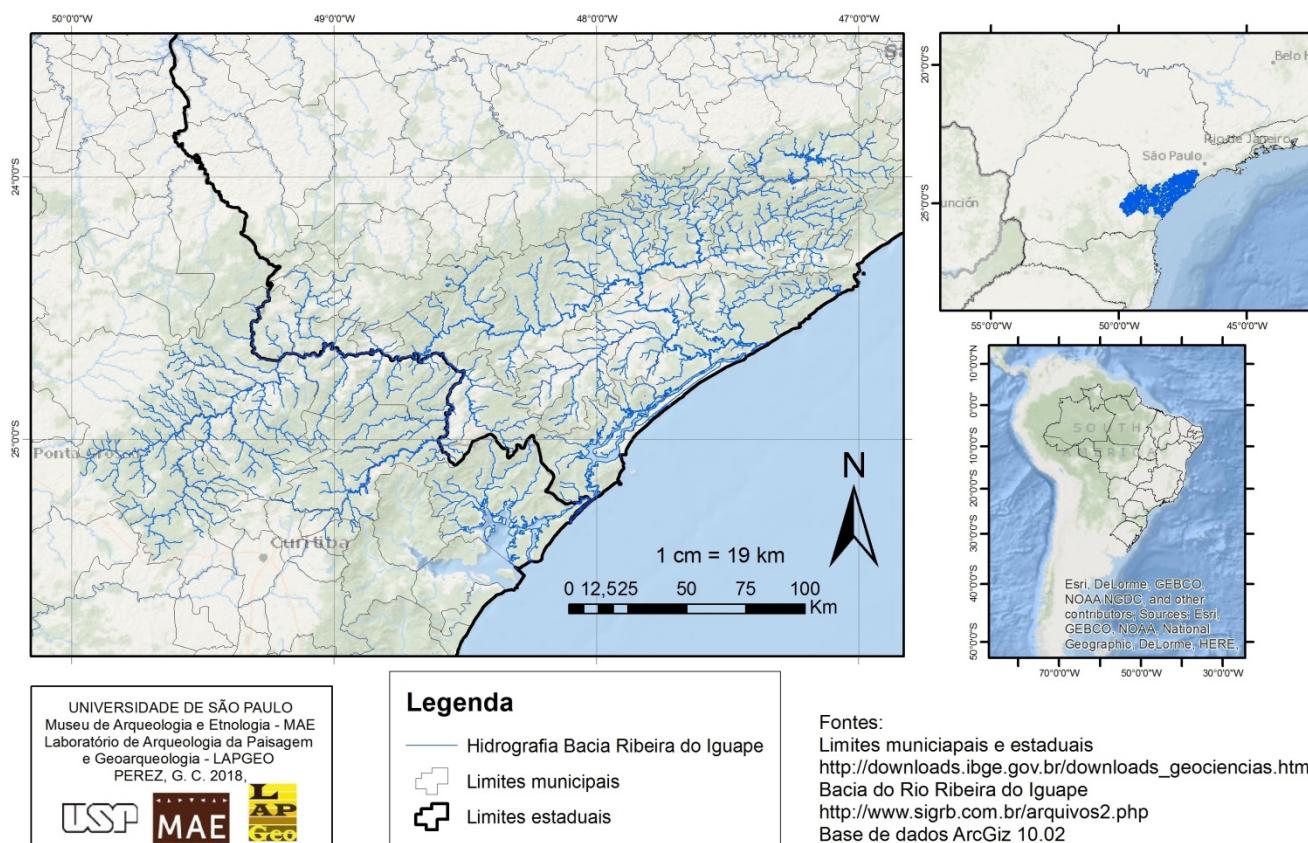 50°0'0"W
49°0'0"W
48°0'0"W
47°0'0"W
24°0'0"S
25°0'0"S
Ponta Grossa
Curitiba
N
1 cm = 19 km
0 12,525 50 75 100
Km
20°0'0"S
25°0'0"S
Belo H
Rio de Janeiro
São Paulo
unción
55°0'0"W
50°0'0"W
45°0'0"W
10°0'0"N
0°0'0"
10°0'0"S
20°0'0"S
30°0'0"S
40°0'0"S
50°0'0"S
SOUTH
AMERICA
Esri, DeLorme, GEBCO,
NOAA NGDC, and other
contributors; Sources: Esri,
GEBCO, NOAA, National
Geographic, DeLorme, HERE,
70°0'0"W
50°0'0"W
30°0'0"W
UNIVERSIDADE DE SÃO PAULO
Museu de Arqueologia e Etnologia - MAE
Laboratório de Arqueologia da Paisagem
e Geoarqueologia - LAPGEO
PEREZ, G. C. 2018,
USP
MAE
LAP
Geo
Legenda
Hidrografia Bacia Ribeira do Iguape
Limites municipais
Limites estaduais
Fontes:
Limites municiapais e estaduais
http://downloads.ibge.gov.br/downloads_geociencias.htm
Bacia do Rio Ribeira do Iguape
http://www.sigrb.com.br/arquivos2.php
Base de dados ArcGiz 10.02